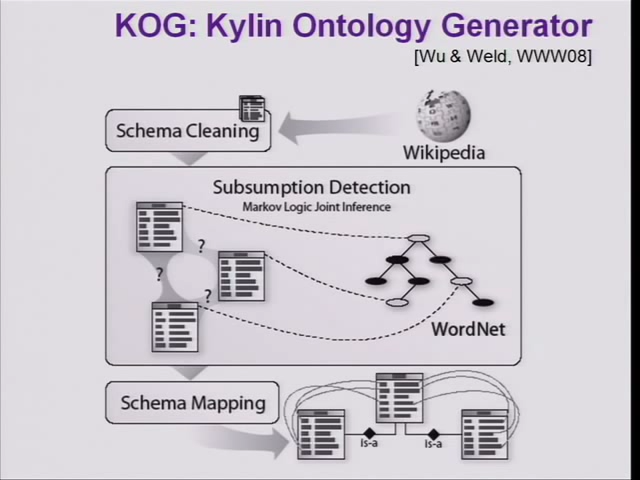 KOG: Kylin Ontology Generator
[Wu & Weld, WWW08]
Schema Cleaning
Wikipedia
Subsumption Detection
Markov Logic Joint Inference
?
?
?
WordNet
Schema Mapping
is-a
is-a